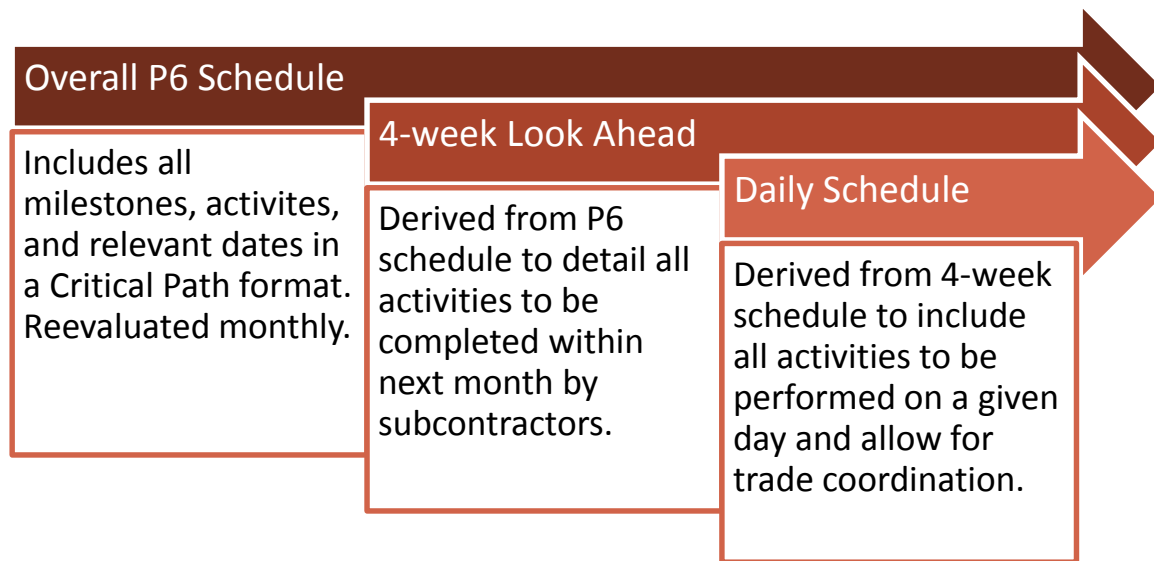 Overall P6 Schedule
Includes all
milestones, activites,
and relevant dates in
a Critical Path format.
Reevaluated monthly.
4-week Look Ahead
Derived from P6
schedule to detail all
activities to be
completed within
next month by
subcontractors.
Daily Schedule
Derived from 4-week
schedule to include
all activities to be
performed on a given
day and allow for
trade coordination.